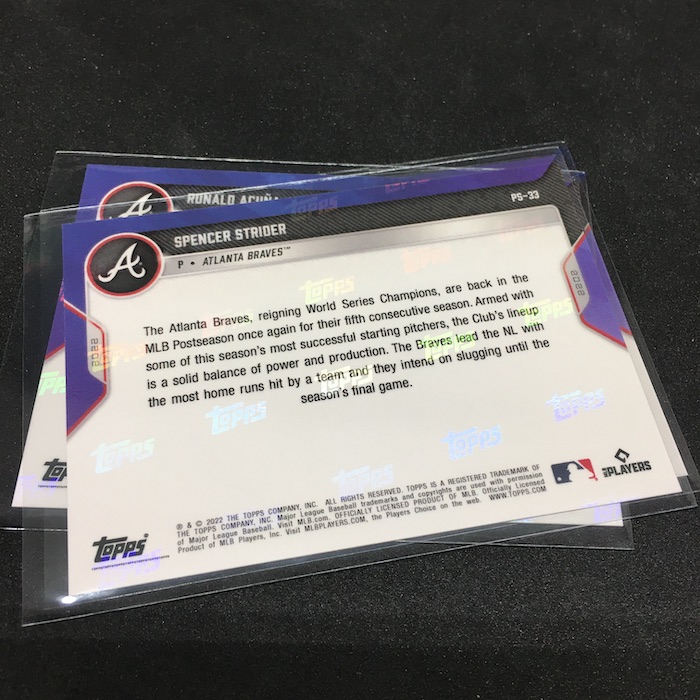 RONALD ACUÑA
PS-33
SPENCER STRIDER
P • ATLANTA BRAVES™
2022
2022
The Atlanta Braves, reigning World Series Champions, are back in the
MLB Postseason once again for their fifth consecutive season. Armed with
some of this season's most successful starting pitchers, the Club's lineup
is a solid balance of power and production. The Braves lead the NL with
the most home runs hit by a team and they intend on slugging until the
season's final game.
® & © 2022 THE TOPPS COMPANY, INC. ALL RIGHTS RESERVED. TOPPS IS A REGISTERED TRADEMARK OF
THE TOPPS COMPANY, INC. Major League Baseball trademarks and copyrights are used with permission
of Major League Baseball. Visit MLB.com. OFFICIALLY LICENSED PRODUCT OF MLB. Officially Licensed
Product of MLB Players, Inc. Visit MLBPLAYERS.COM, the Players Choice on the web. WWW.TOPPS.COM
Topps
MLB PLAYERS